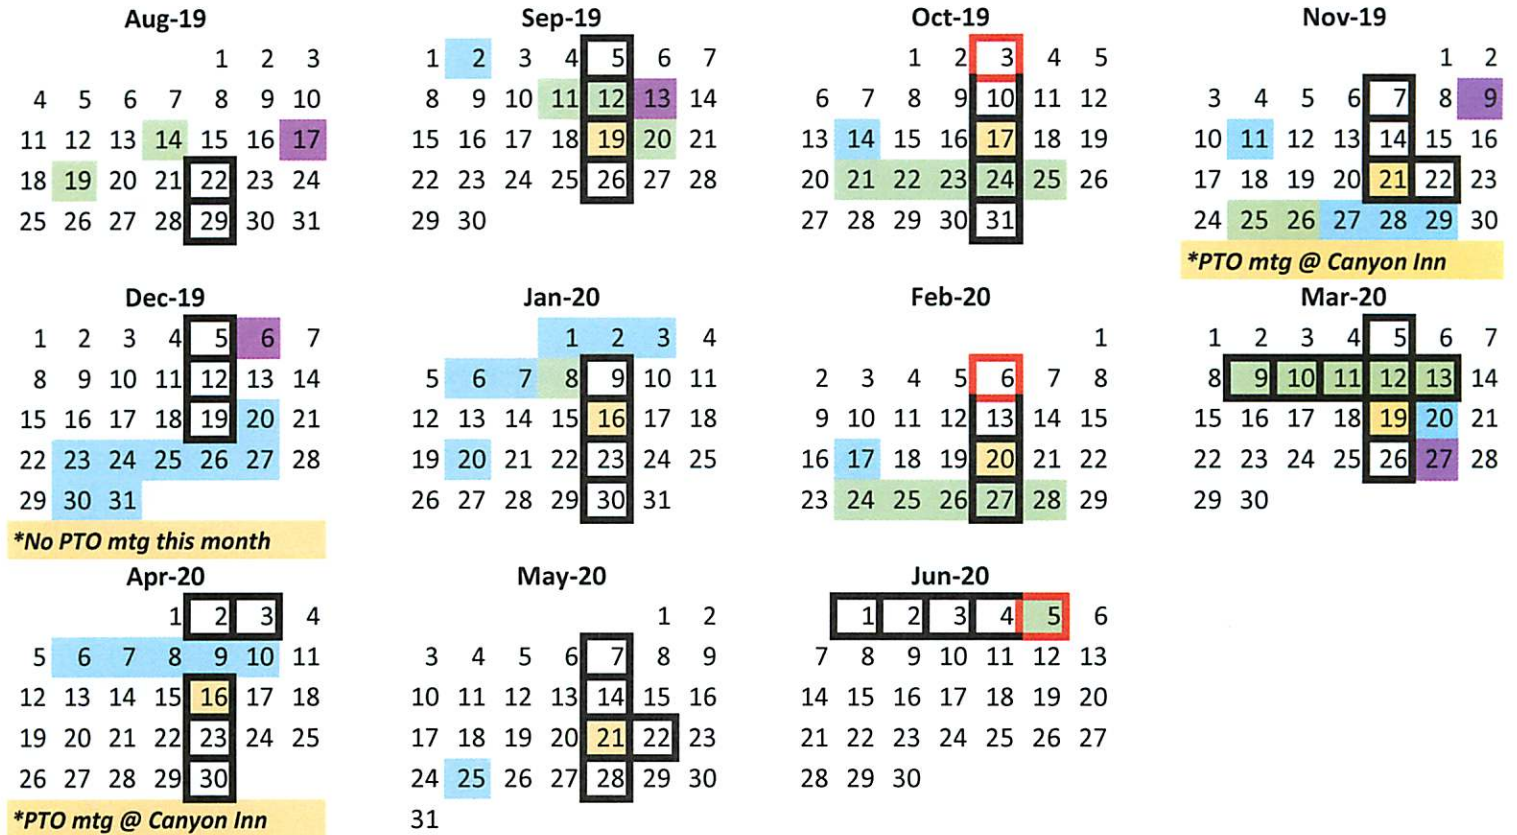 Aug-19
1 2 3
4 5 6 7 8 9 10
11 12 13 14 15 16 17
18 19 20 21 22 23 24
25 26 27 28 29 30 31
Sep-19
1 2 3 4 5 6 7
8 9 10 11 12 13 14
15 16 17 18 19 20 21
22 23 24 25 26 27 28
29 30
Oct-19
1 2 3 4 5
6 7 8 9 10 11 12
13 14 15 16 17 18 19
20 21 22 23 24 25 26
27 28 29 30 31
Nov-19
1 2
3 4 5 6 7 8 9
10 11 12 13 14 15 16
17 18 19 20 21 22 23
24 25 26 27 28 29 30
*PTO mtg @ Canyon Inn
Dec-19
1 2 3 4 5 6 7
8 9 10 11 12 13 14
15 16 17 18 19 20 21
22 23 24 25 26 27 28
29 30 31
*No PTO mtg this month
Jan-20
1 2 3 4
5 6 7 8 9 10 11
12 13 14 15 16 17 18
19 20 21 22 23 24 25
26 27 28 29 30 31
Feb-20
1
2 3 4 5 6 7 8
9 10 11 12 13 14 15
16 17 18 19 20 21 22
23 24 25 26 27 28 29
Mar-20
1 2 3 4 5 6 7
8 9 10 11 12 13 14
15 16 17 18 19 20 21
22 23 24 25 26 27 28
29 30
Apr-20
1 2 3 4
5 6 7 8 9 10 11
12 13 14 15 16 17 18
19 20 21 22 23 24 25
26 27 28 29 30
*PTO mtg @ Canyon Inn
May-20
1 2
3 4 5 6 7 8 9
10 11 12 13 14 15 16
17 18 19 20 21 22 23
24 25 26 27 28 29 30
31
Jun-20
1 2 3 4 5 6
7 8 9 10 11 12 13
14 15 16 17 18 19 20
21 22 23 24 25 26 27
28 29 30